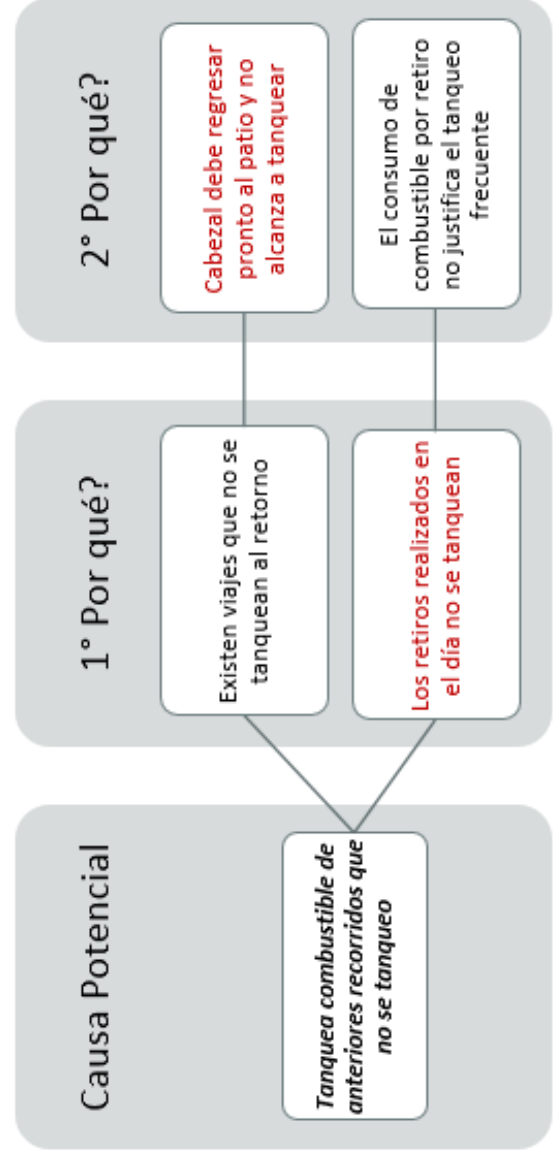 Causa Potencial
Tanquea combustible de
anteriores recorridos que
no se tanqueo
1° Por qué?
Existen viajes que no se
tanquean al retorno
Los retiros realizados en
el día no se tanquean
2° Por qué?
Cabezal debe regresar
pronto al patio y no
alcanza a tanquear
El consumo de
combustible por retiro
no justifica el tanqueo
frecuente